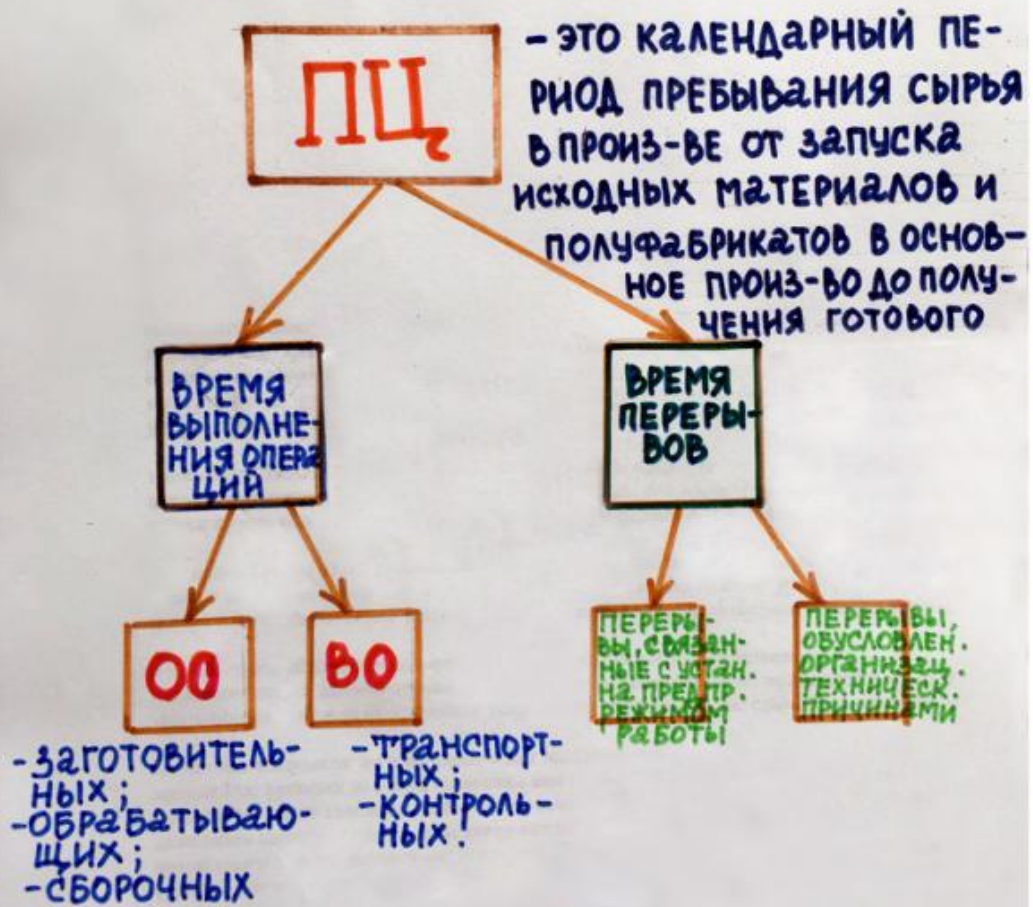 ПЦ
- ЭТО КАЛЕНДАРНЫЙ ПЕ-
РИОД ПРЕБЫВАНИЯ СЫРЬЯ
В ПРОИЗ-ВЕ ОТ ЗАПУСКА
ИСХОДНЫХ МАТЕРИАЛОВ И
ПОЛУФАБРИКАТОВ В ОСНОВ-
НОЕ ПРОИЗ-ВО ДО ПОЛУ-
ЧЕНИЯ ГОТОВОГО
ВРЕМЯ
ВЫПОЛНЕ-
НИЯ ОПЕРА
ЦИЙ
ВРЕМЯ
ПЕРЕРЫ-
ВОВ
ОО
ВО
ПЕРЕРЫ-
ВЫ, СВЯЗАН-
НЫЕ С УСТАН.
НА ПРЕДПР.
РЕЖИМОМ
РАБОТЫ
ПЕРЕРЫВЫ,
ОБУСЛОВЛЕН.
ОРГАНИЗАЦ.
ТЕХНИЧЕСК.
ПРИЧИНАМИ
- ЗАГОТОВИТЕЛЬ-
НЫХ;
- ОБРАБАТЫВАЮ-
ЩИХ;
- СБОРОЧНЫХ
- ТРАНСПОРТ-
НЫХ;
- КОНТРОЛЬ-
НЫХ.